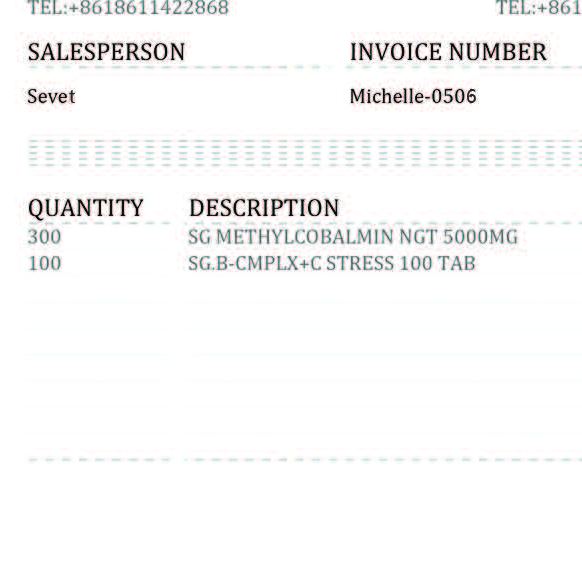 TEL:+8618611422868 TEL:+861
SALESPERSON INVOICE NUMBER
Sevet Michelle-0506
QUANTITY DESCRIPTION
300 SG METHYLCOBALMIN NGT 5000MG
100 SG.B-CMPLX+C STRESS 100 TAB